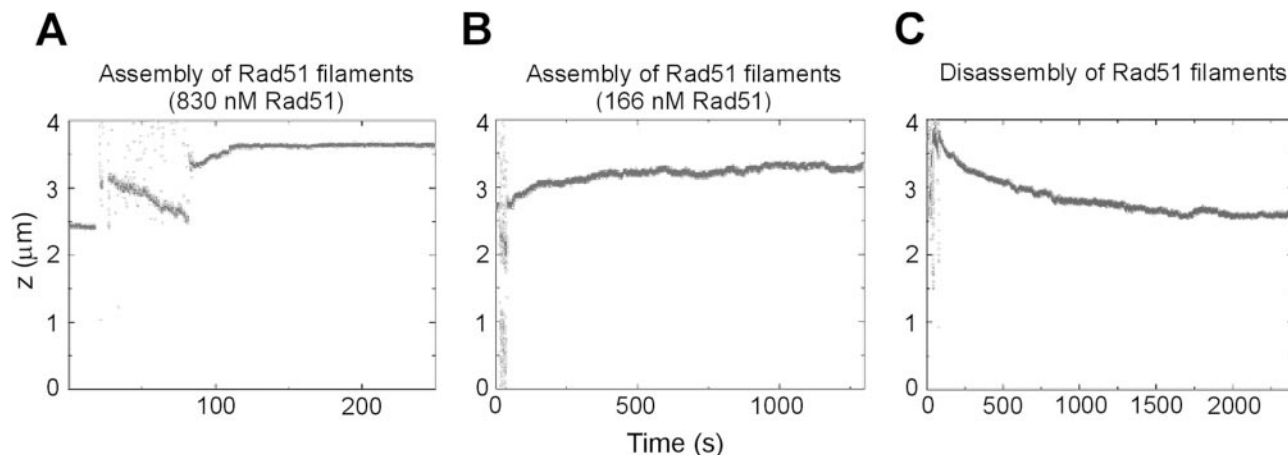 A
Assembly of Rad51 filaments
(830 nM Rad51)
4
3
2
1
0
z (μm)
100
200
B
Assembly of Rad51 filaments
(166 nM Rad51)
4
3
2
1
0
0
500
1000
Time (s)
C
Disassembly of Rad51 filaments
4
3
2
1
0
0
500
1000
1500
2000